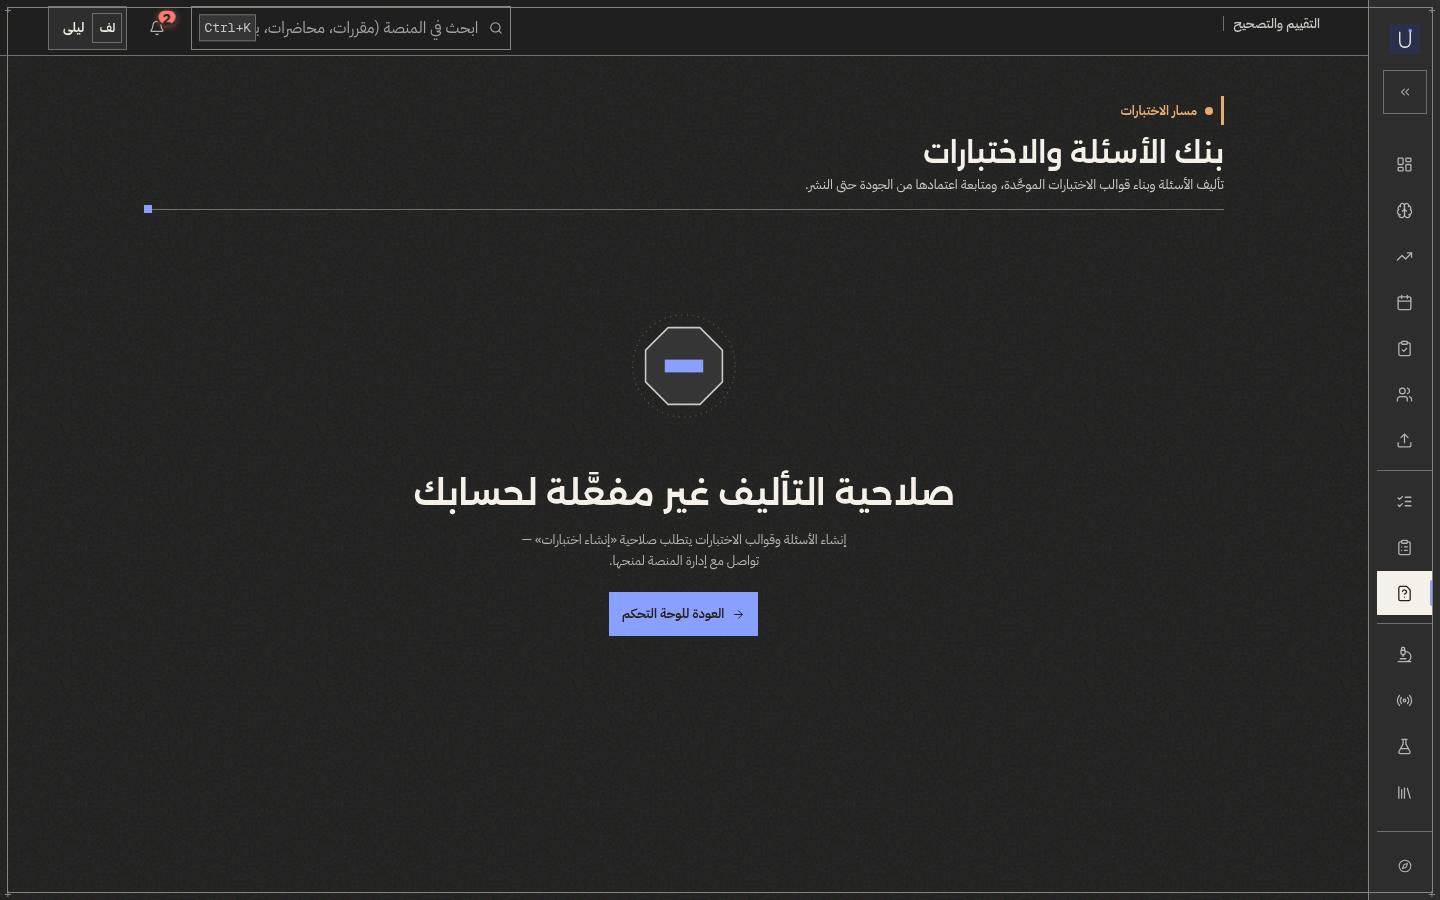 التقييم والتصحيح
ابحث في المنصة (مقررات، محاضرات، ب
Ctrl+K
2
لف
ليلى
مسار الاختبارات
بنك الأسئلة والاختبارات
تأليف الأسئلة وبناء قوالب الاختبارات الموحَّدة، ومتابعة اعتمادها من الجودة حتى النشر.
صلاحية التأليف غير مفعَّلة لحسابك
إنشاء الأسئلة وقوالب الاختبارات يتطلب صلاحية «إنشاء اختبارات» —
تواصل مع إدارة المنصة لمنحها.
العودة للوحة التحكم